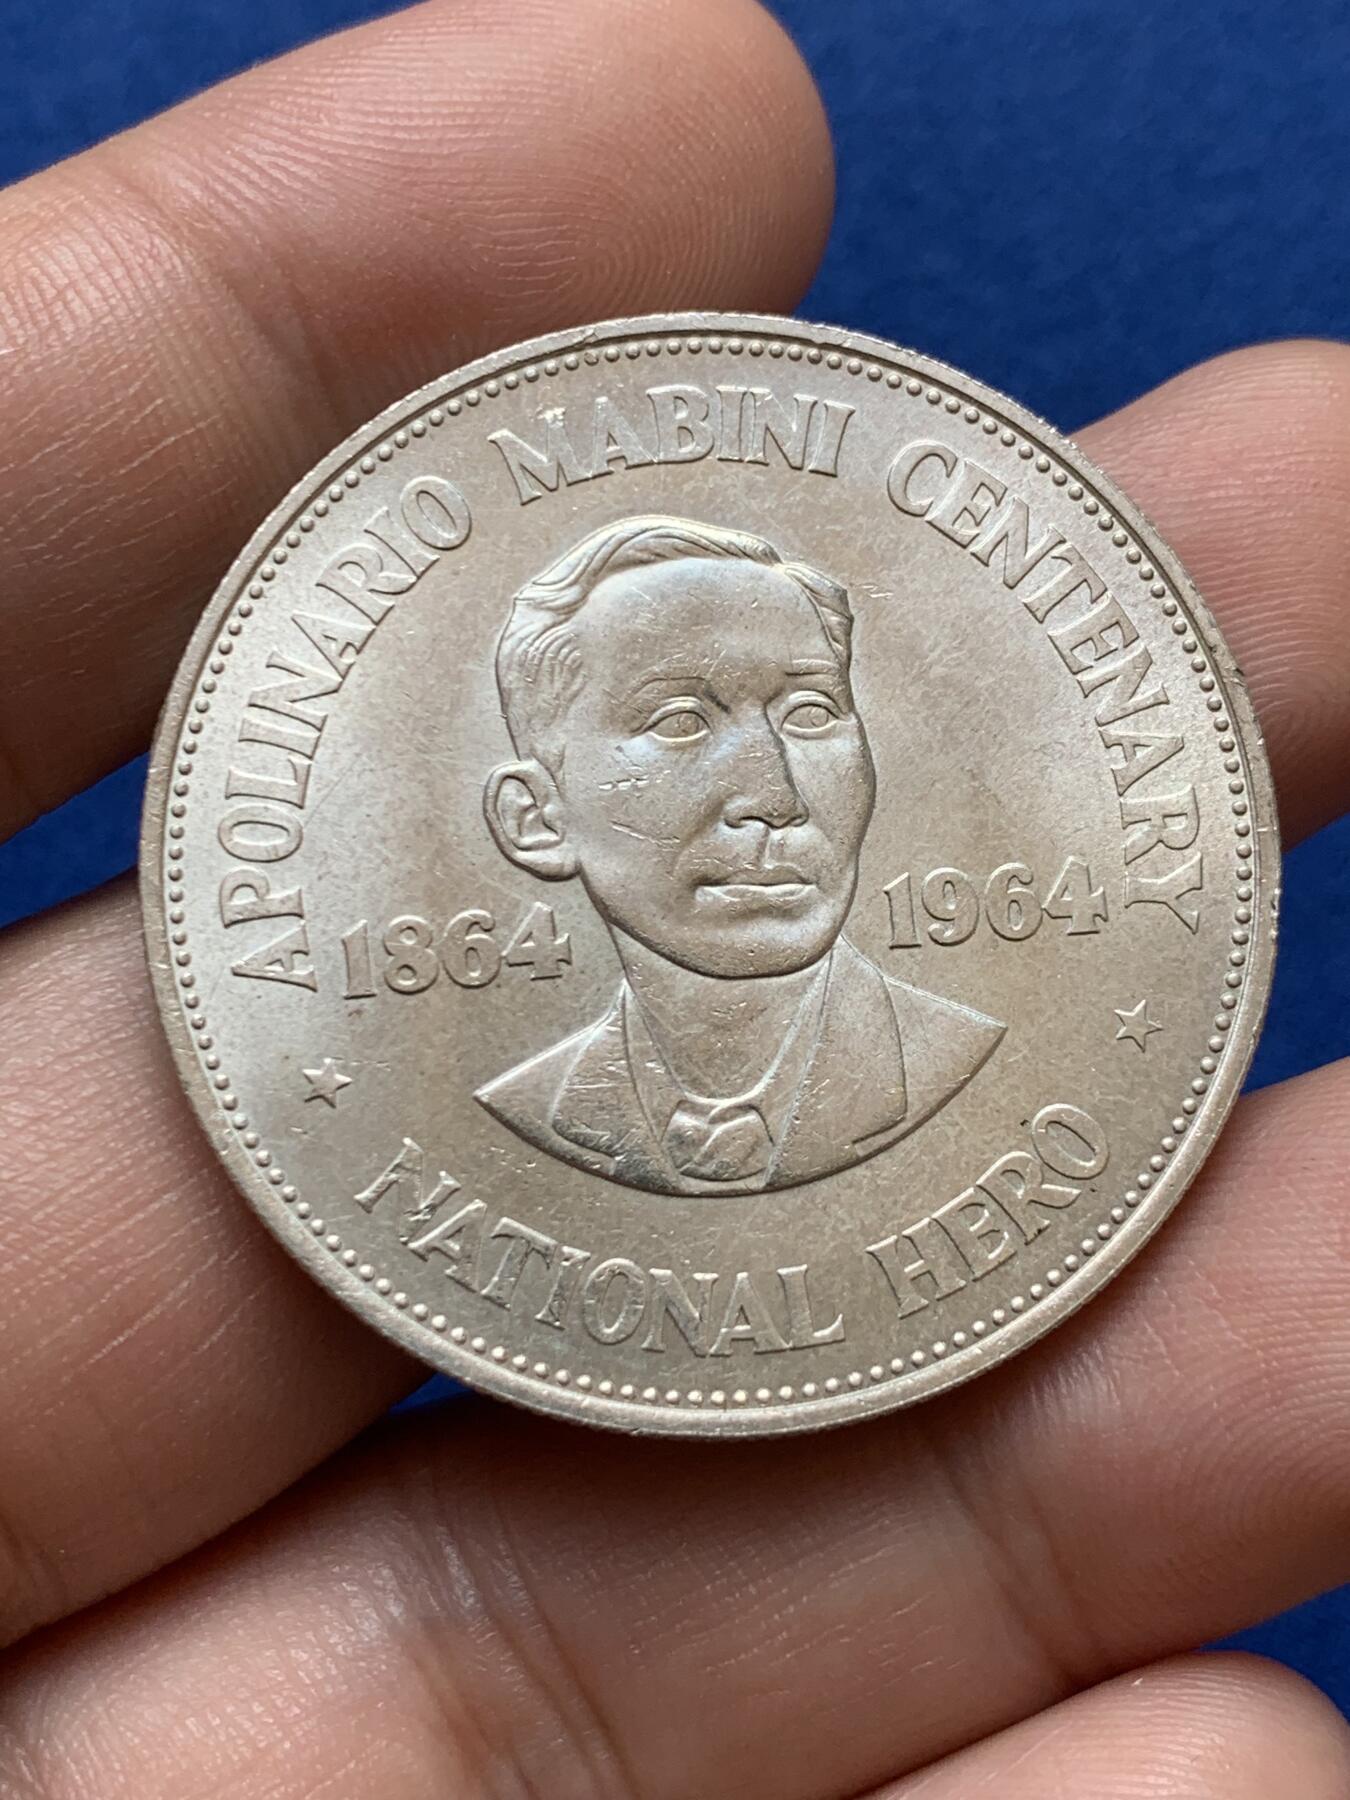 APOLINARIO MABINI CENTENARY
1864 1964
NATIONAL HERO